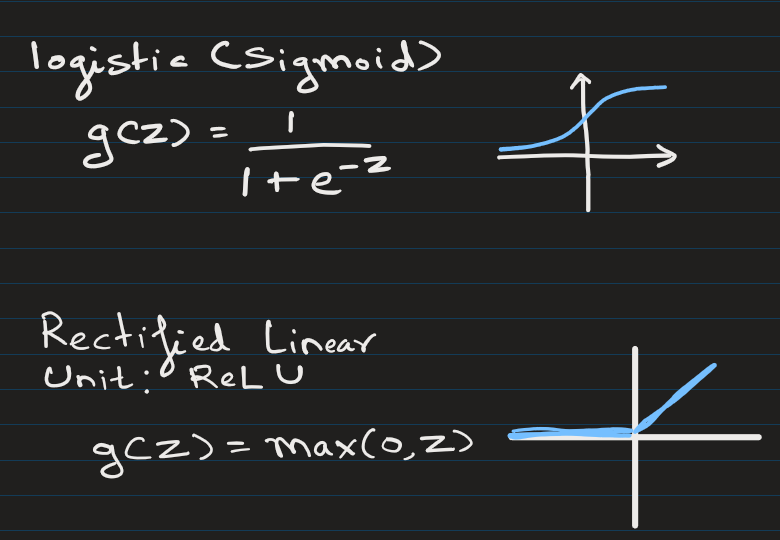 logistic (Sigmoid)
g(z) = 1 / (1 + e^-z)
Rectified Linear
Unit: ReLU
g(z) = max(0, z)